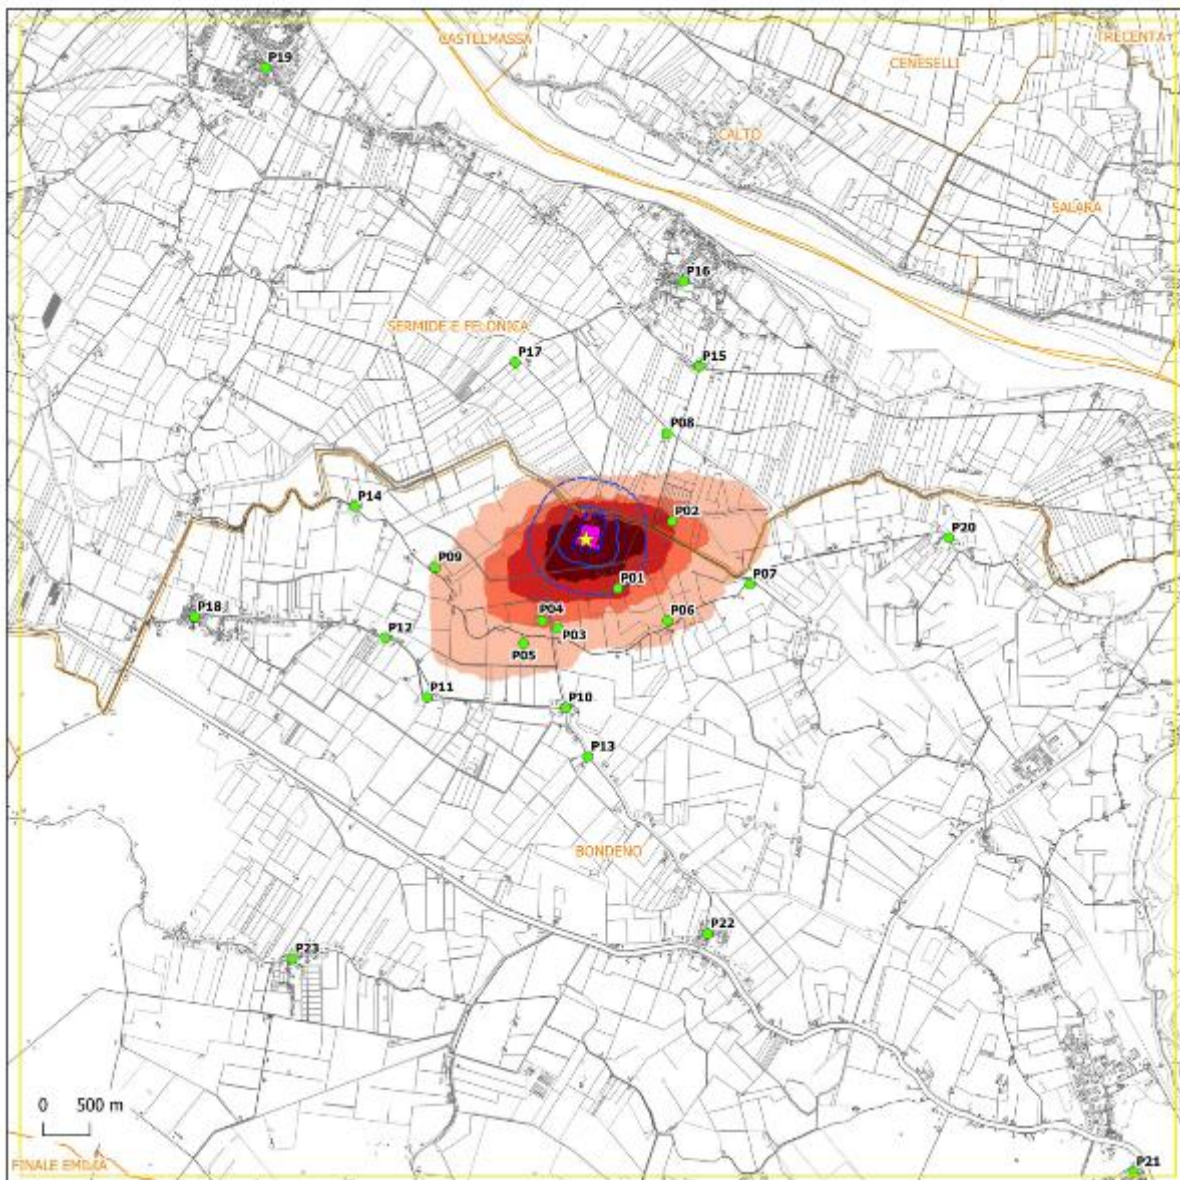 CASTELMASSA
TRECENTA
P19
CENESELLI
CALTO
SALARA
P16
SERMIDE E FELONICA
P17
P15
P08
P14
P02
P20
P09
P07
P01
P18
P04
P06
P12
P03
P05
P11
P10
P13
BONDENO
P22
P23
0 500 m
FINALE EMILIA
P21